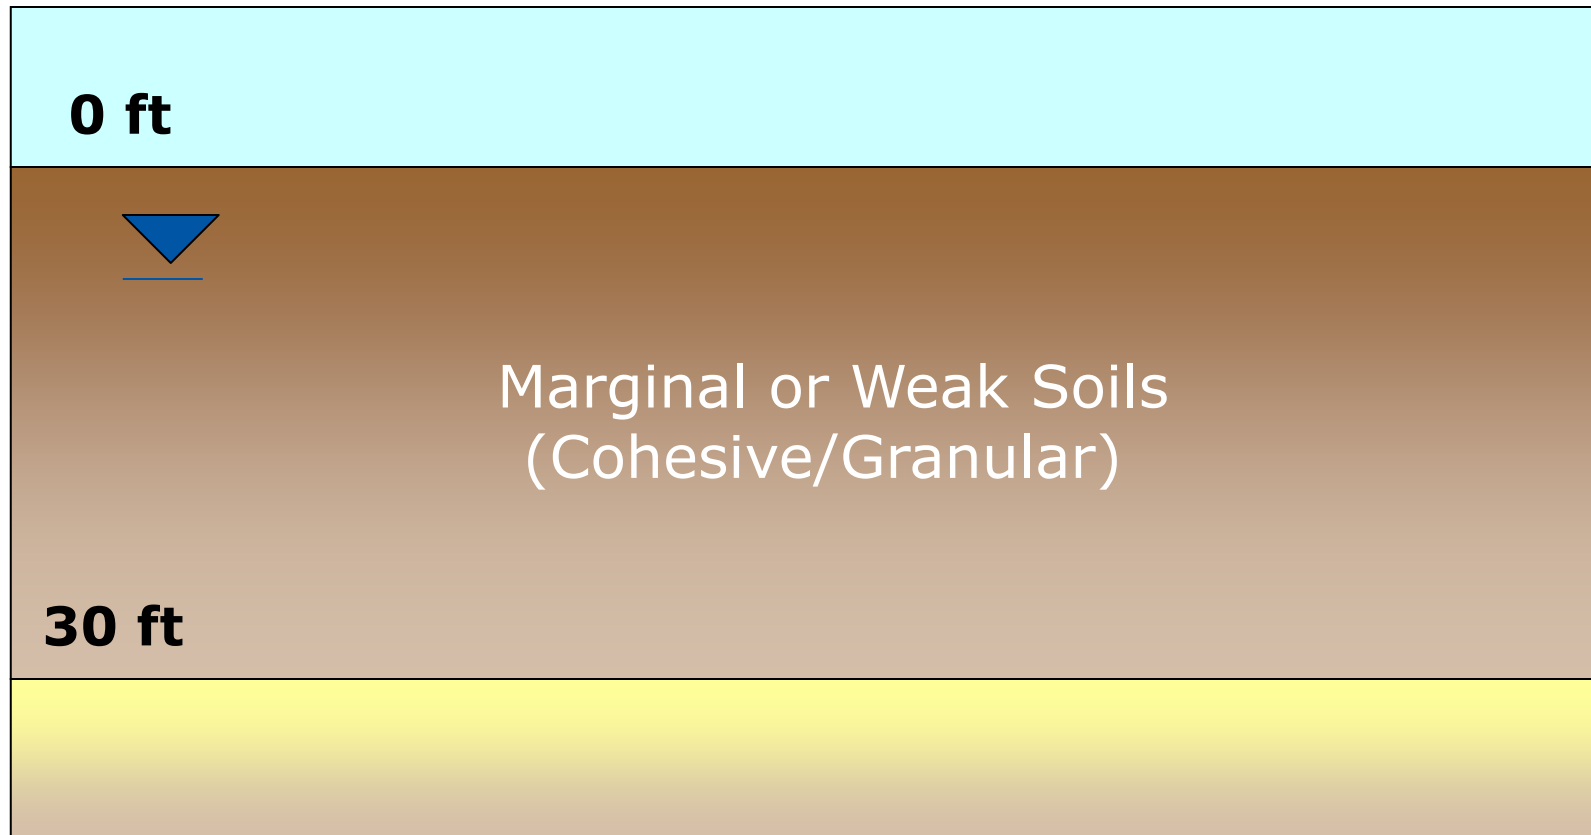 0 ft
Marginal or Weak Soils
(Cohesive/Granular)
30 ft